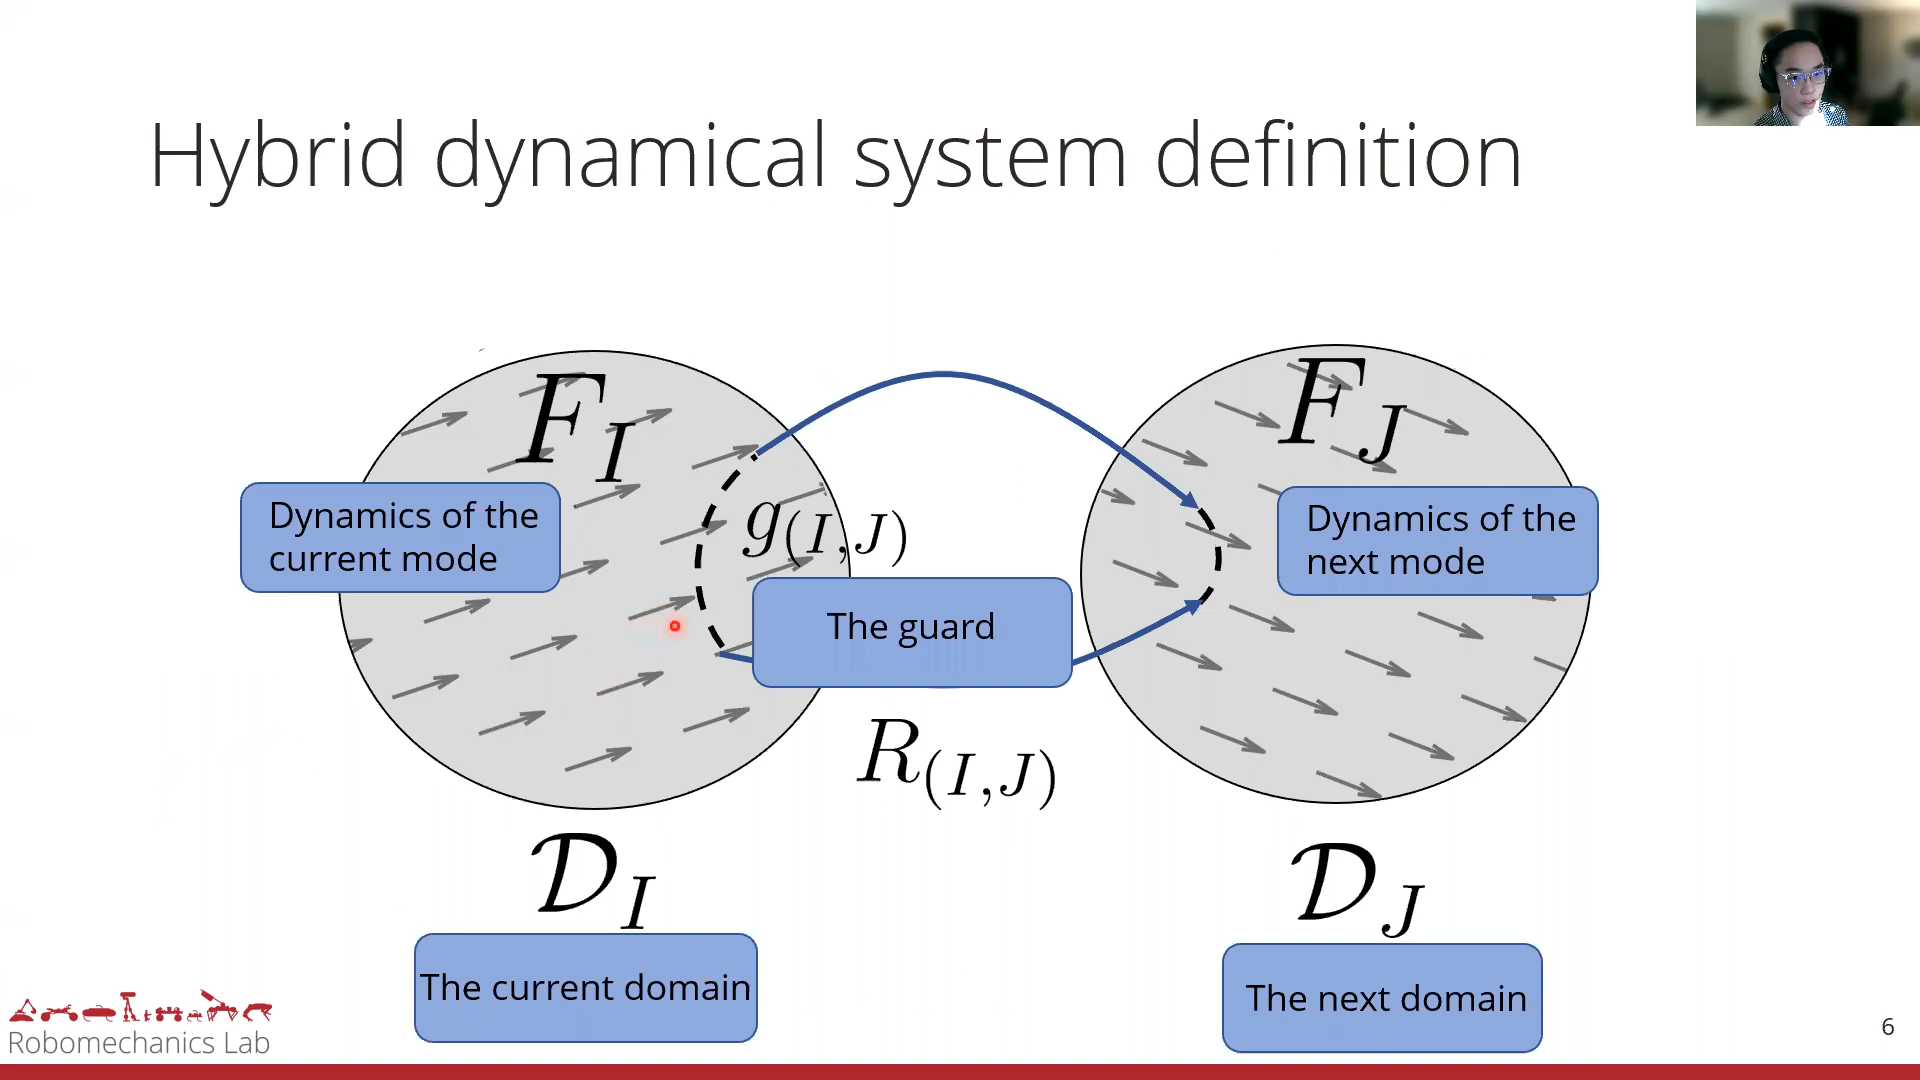 Hybrid dynamical system definition
F_I
F_J
Dynamics of the
current mode
g_(I,J)
Dynamics of the
next mode
The guard
R_(I,J)
D_I
D_J
The current domain
The next domain
Robomechanics Lab
6